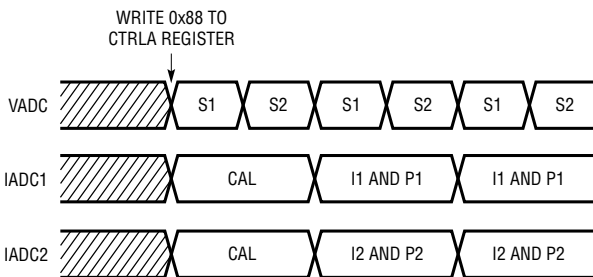 WRITE 0x88 TO
CTRLA REGISTER
VADC S1 S2 S1 S2 S1 S2
IADC1 CAL I1 AND P1 I1 AND P1
IADC2 CAL I2 AND P2 I2 AND P2